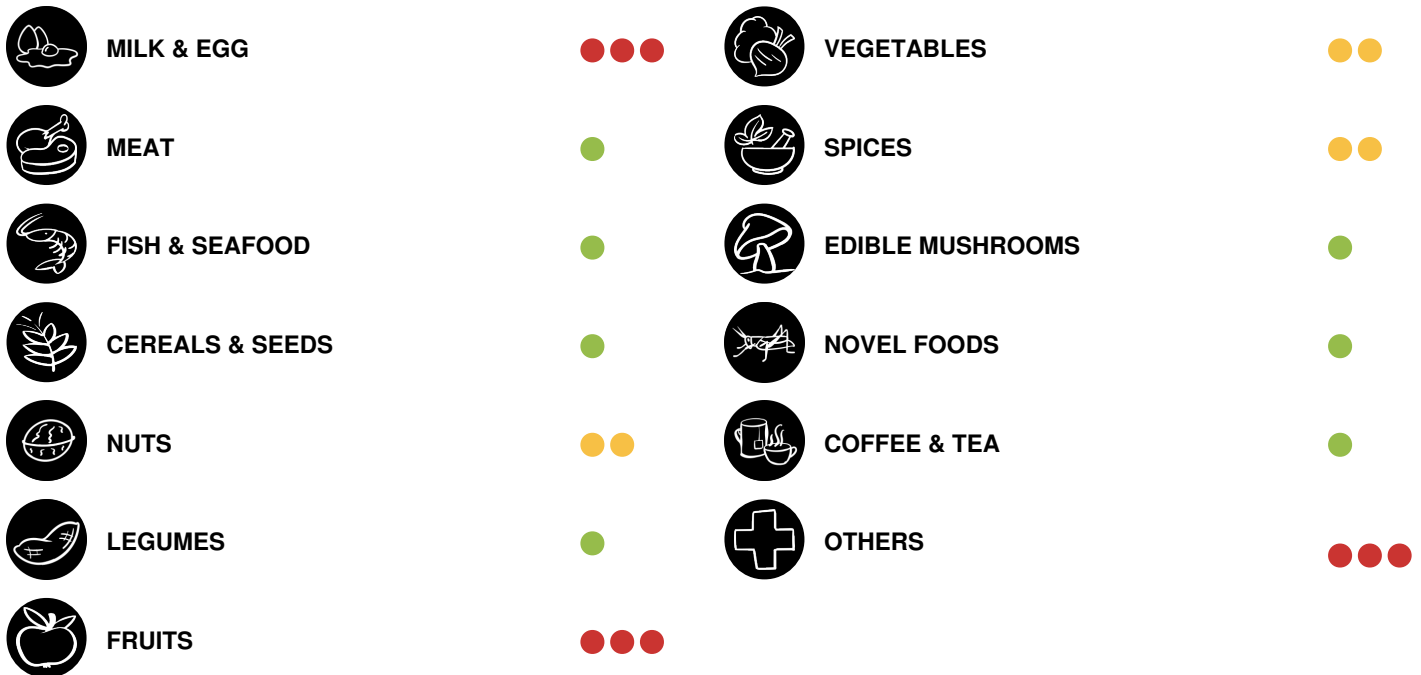 MILK & EGG
MEAT
FISH & SEAFOOD
CEREALS & SEEDS
NUTS
LEGUMES
FRUITS
VEGETABLES
SPICES
EDIBLE MUSHROOMS
NOVEL FOODS
COFFEE & TEA
OTHERS